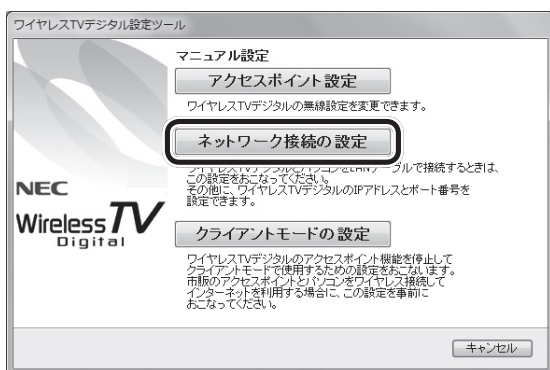 ワイヤレスTVデジタル設定ツール
マニュアル設定
アクセスポイント設定
ワイヤレスTVデジタルの無線設定を変更できます。
ネットワーク接続の設定
ワイヤレスTVデジタルとパソコンをLANケーブルで接続するときは、
この設定をおこなってください。
その他に、ワイヤレスTVデジタルのIPアドレスとポート番号を
設定できます。
NEC
Wireless TV
Digital
クライアントモードの設定
ワイヤレスTVデジタルのアクセスポイント機能を停止して
クライアントモードで使用するための設定をおこないます。
市販のアクセスポイントとパソコンをワイヤレス接続して
インターネットを利用する場合に、この設定を事前に
おこなってください。
キャンセル